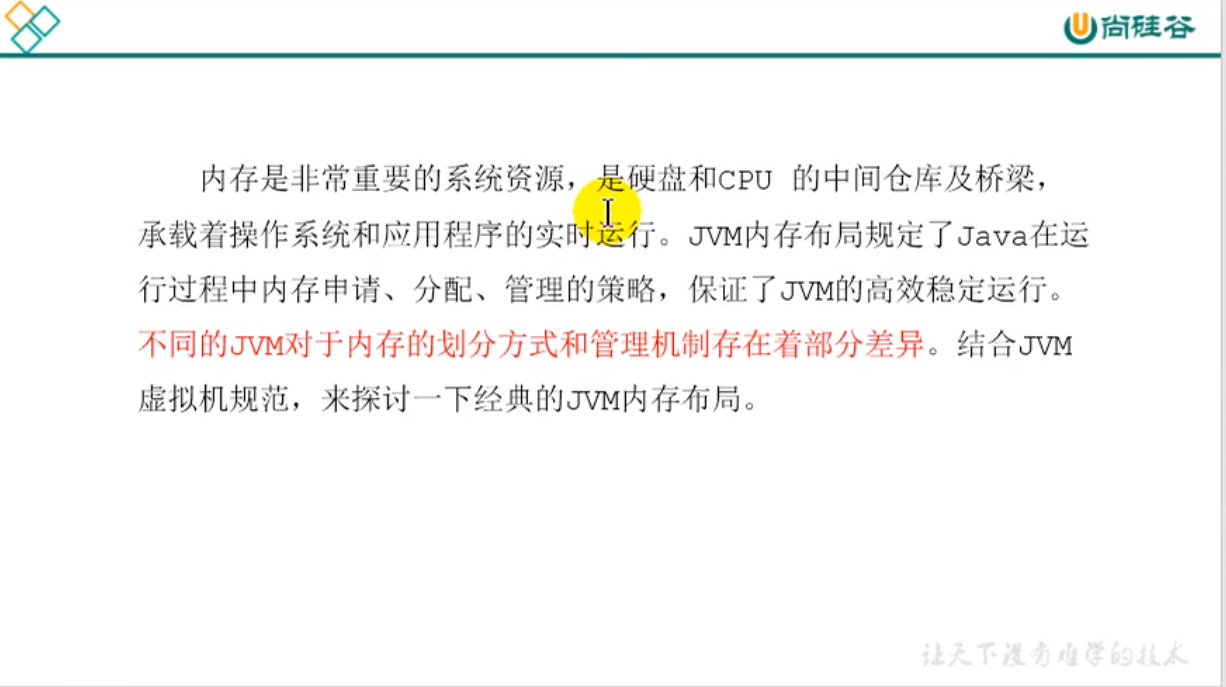 尚硅谷
内存是非常重要的系统资源，是硬盘和CPU 的中间仓库及桥梁，
承载着操作系统和应用程序的实时运行。JVM内存布局规定了Java在运
行过程中内存申请、分配、管理的策略，保证了JVM的高效稳定运行。
不同的JVM对于内存的划分方式和管理机制存在着部分差异。结合JVM
虚拟机规范，来探讨一下经典的JVM内存布局。
让天下没有难学的技术